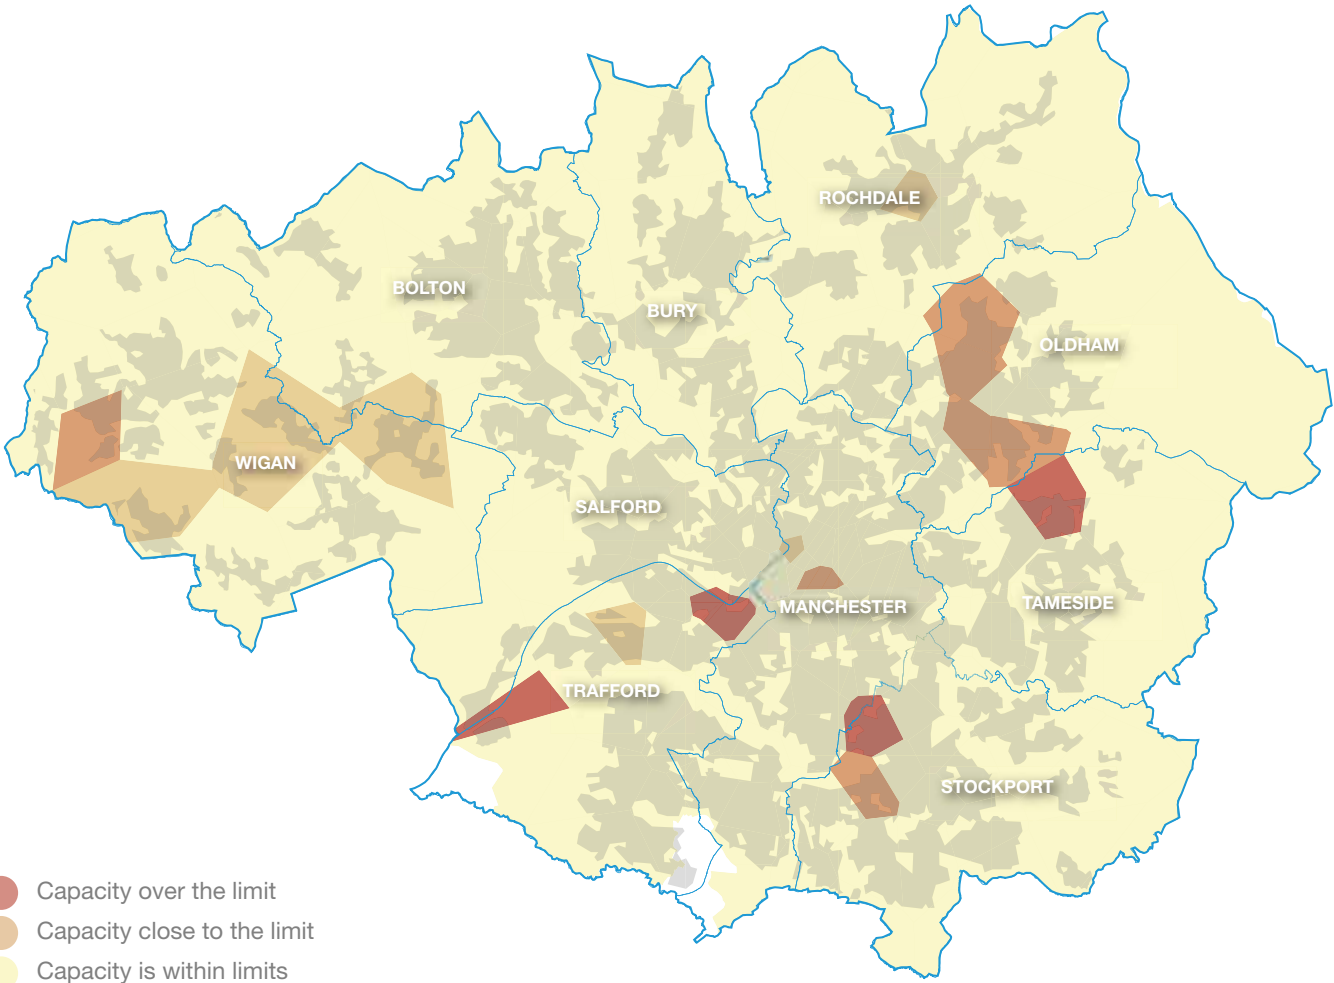 ROCHDALE
BOLTON
BURY
OLDHAM
WIGAN
SALFORD
MANCHESTER
TAMESIDE
TRAFFORD
STOCKPORT
Capacity over the limit
Capacity close to the limit
Capacity is within limits